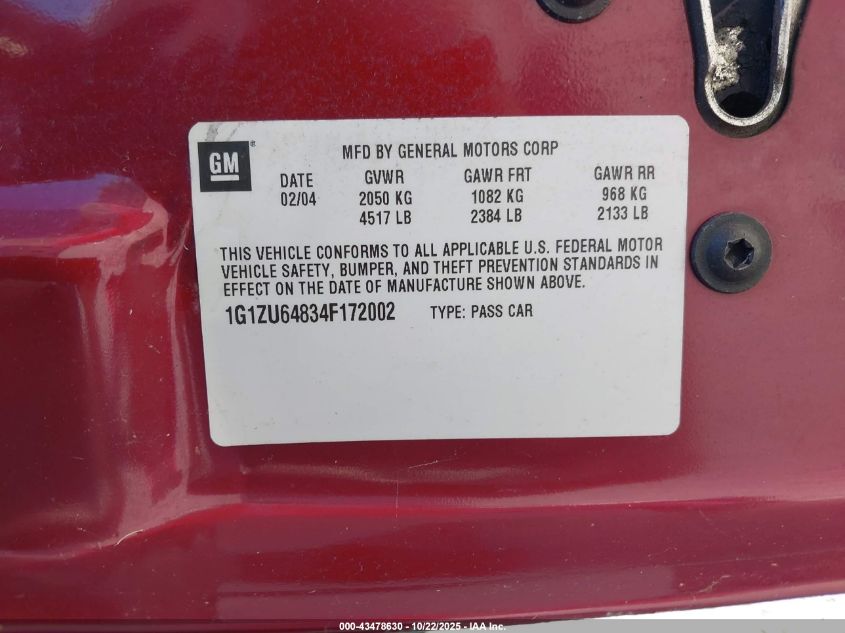 GM
MFD BY GENERAL MOTORS CORP
DATE GVWR GAWR FRT GAWR RR
02/04 2050 KG 1082 KG 968 KG
4517 LB 2384 LB 2133 LB
THIS VEHICLE CONFORMS TO ALL APPLICABLE U.S. FEDERAL MOTOR
VEHICLE SAFETY, BUMPER, AND THEFT PREVENTION STANDARDS IN
EFFECT ON THE DATE OF MANUFACTURE SHOWN ABOVE.
1G1ZU64834F172002 TYPE: PASS CAR
000-43478630 - 10/22/2025 - IAA Inc.